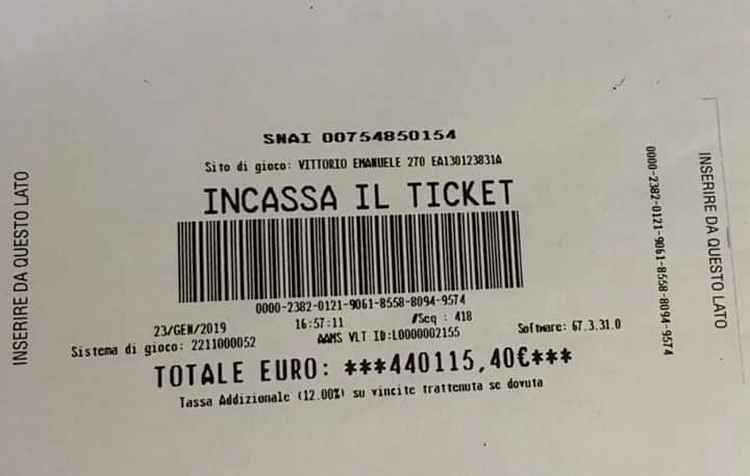 SNAI 00754850154
Sito di gioco: VITTORIO EMANUELE 270 EA130123831A
INCASSA IL TICKET
0000-2382-0121-9061-8558-8094-9574
23/GEN/2019 16:57:11 /Seq : 418
Sistema di gioco: 2211000052 AAMS VLT ID:L0000002155 Software: 67.3.31.0
TOTALE EURO: ***440115,40€***
Tassa Addizionale (12.00%) su vincite trattenuta se dovuta
INSERIRE DA QUESTO LATO
0000-2382-0121-9061-8558-8094-9574
INSERIRE DA QUESTO LATO